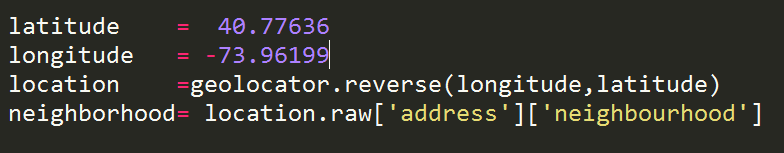 latitude    =  40.77636
longitude   = -73.96199
location    =geolocator.reverse(longitude,latitude)
neighborhood= location.raw['address']['neighbourhood']